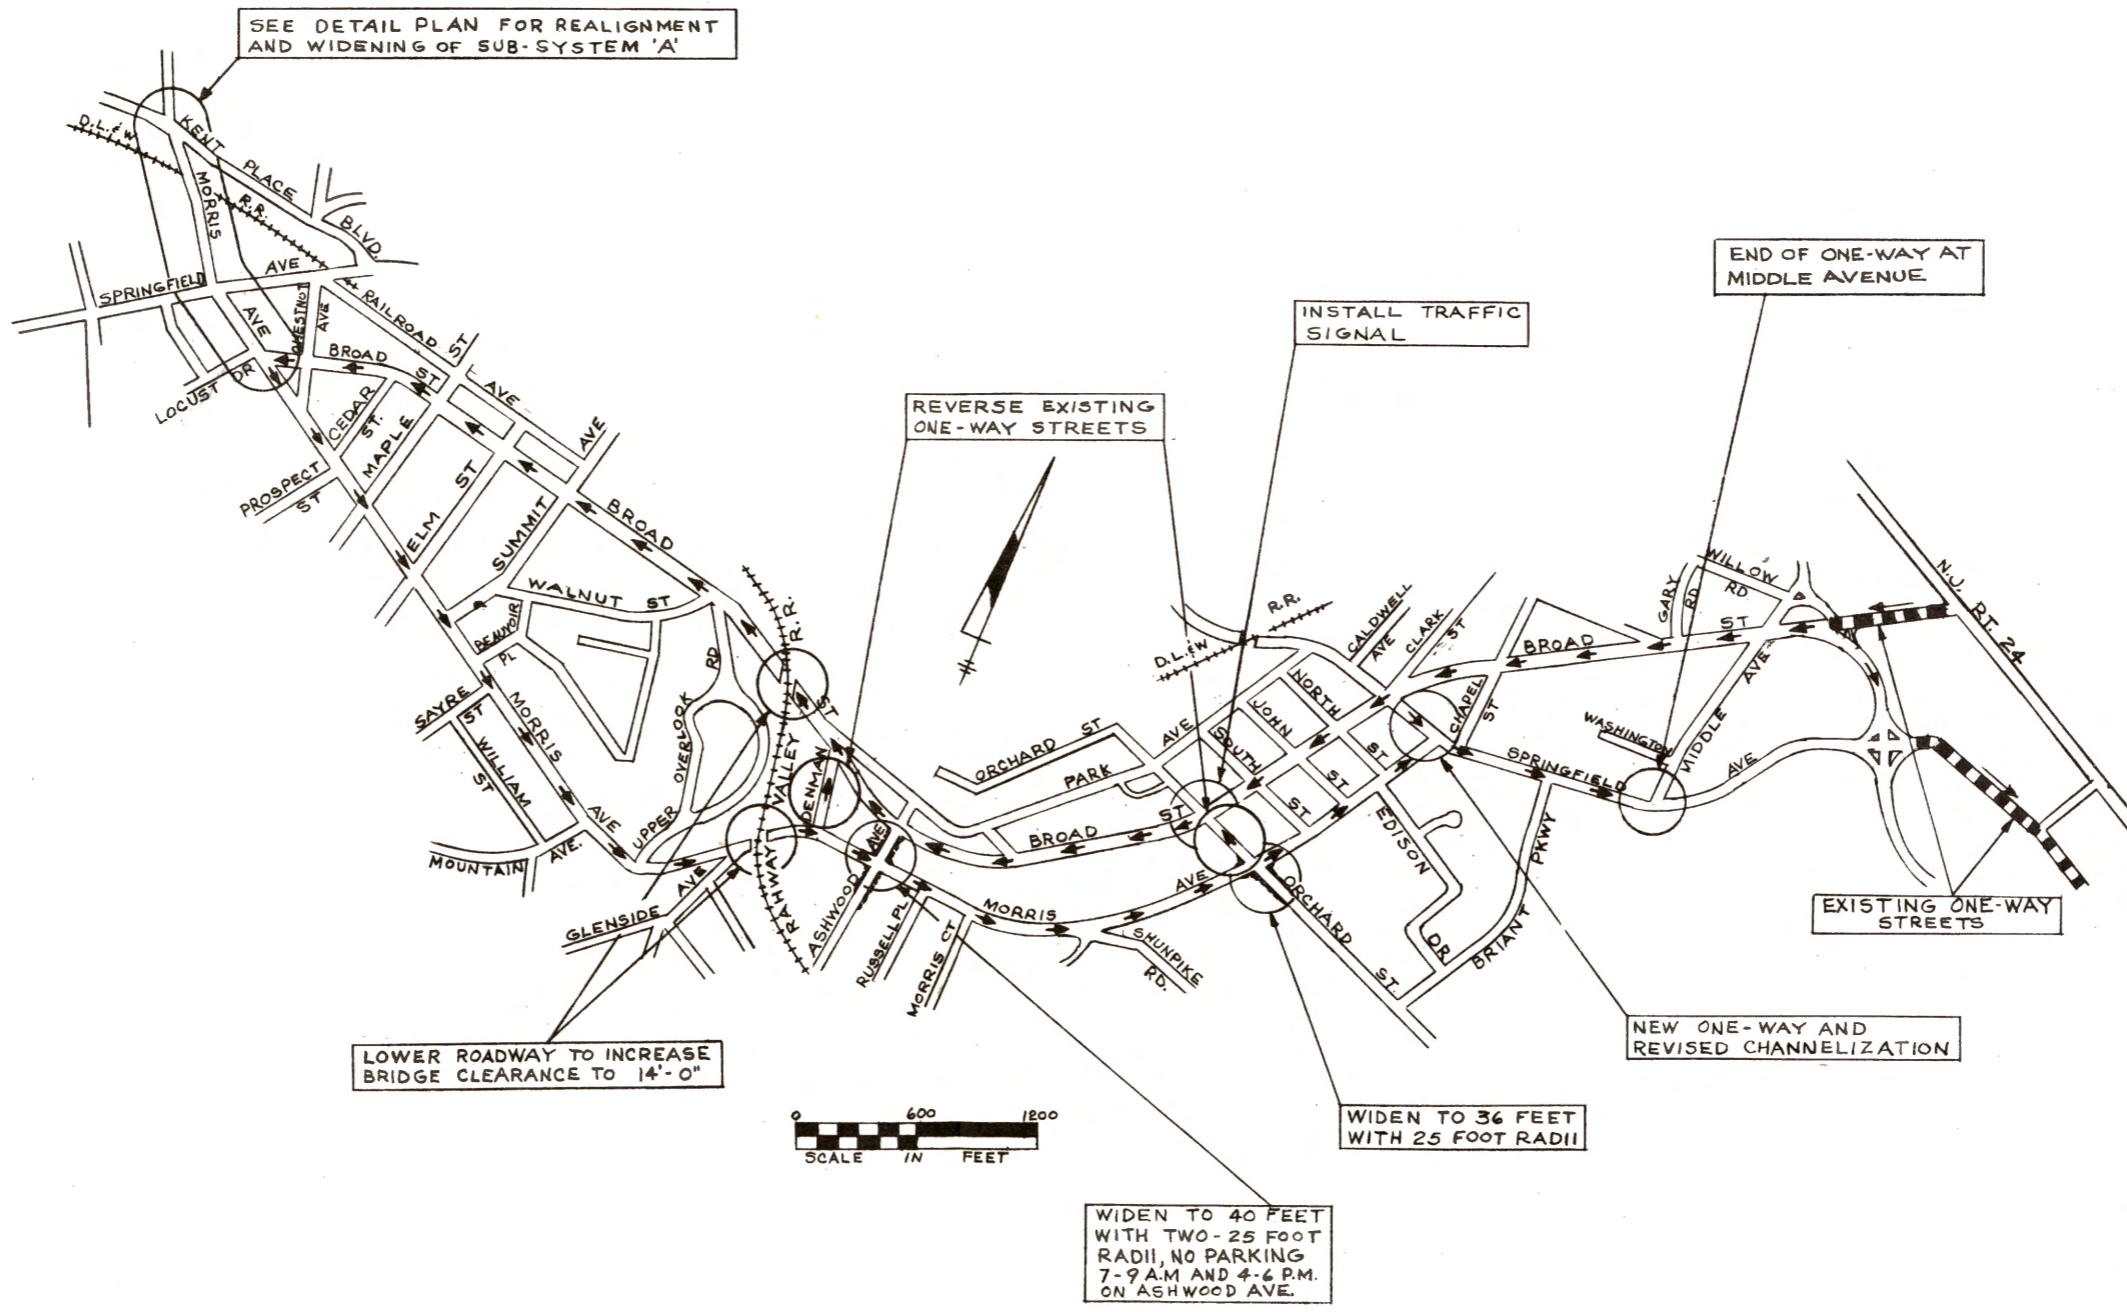 SEE DETAIL PLAN FOR REALIGNMENT
AND WIDENING OF SUB-SYSTEM 'A'
D.L. & W
KENT
PLACE
BLVD.
R.R.
MORRIS
SPRINGFIELD
AVE
AVE
CHESTNUT
AVE
RAILROAD
AVE
BROAD
ST
ST
LOCUST DR
CEDAR
ST.
MAPLE
PROSPECT
ST
ELM
ST
SUMMIT
AVE
BROAD
WALNUT ST
BEAUVOIR
PL
SAYRE
ST
MORRIS
AVE
WILLIAM
ST
MOUNTAIN AVE.
UPPER
OVERLOOK
RD
GLENSIDE AVE
RAHWAY VALLEY R.R.
DENMAN
ST
ASHWOOD AVE
RUSSELL PL
MORRIS CT
MORRIS
AVE
SHUNPIKE
RD.
REVERSE EXISTING
ONE-WAY STREETS
INSTALL TRAFFIC
SIGNAL
END OF ONE-WAY AT
MIDDLE AVENUE
D.L. & W
R.R.
ORCHARD ST
PARK
AVE
BROAD
ST
NORTH
ST
JOHN
ST
SOUTH
ST
CALDWELL
AVE
CLARK
ST
BROAD
ST
CHAPEL
ST
GARY
RD
WILLOW
RD
WASHINGTON
MIDDLE
AVE
SPRINGFIELD
AVE
N.J. RT. 24
EDISON
DR
BRIANT
PKWY
ORCHARD
ST.
EXISTING ONE-WAY
STREETS
NEW ONE-WAY AND
REVISED CHANNELIZATION
LOWER ROADWAY TO INCREASE
BRIDGE CLEARANCE TO 14'-0"
0 600 1200
SCALE IN FEET
WIDEN TO 36 FEET
WITH 25 FOOT RADII
WIDEN TO 40 FEET
WITH TWO-25 FOOT
RADII, NO PARKING
7-9 A.M AND 4-6 P.M.
ON ASHWOOD AVE.